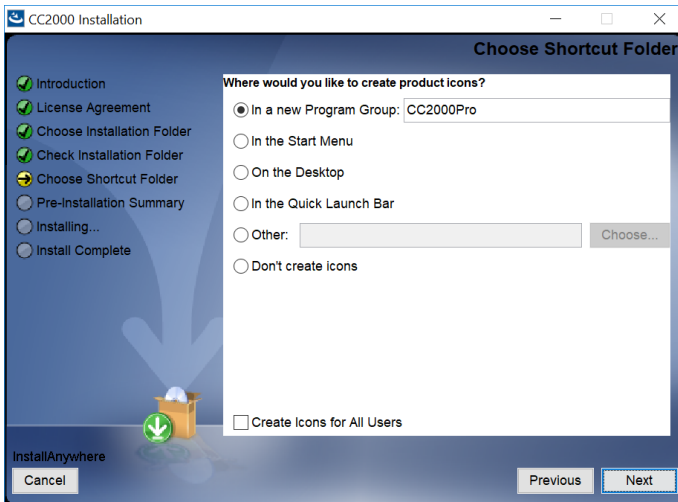 CC2000 Installation
Choose Shortcut Folder
Introduction
License Agreement
Choose Installation Folder
Check Installation Folder
Choose Shortcut Folder
Pre-Installation Summary
Installing...
Install Complete
Where would you like to create product icons?
In a new Program Group: CC2000Pro
In the Start Menu
On the Desktop
In the Quick Launch Bar
Other: Choose...
Don't create icons
Create Icons for All Users
InstallAnywhere
Cancel Previous Next